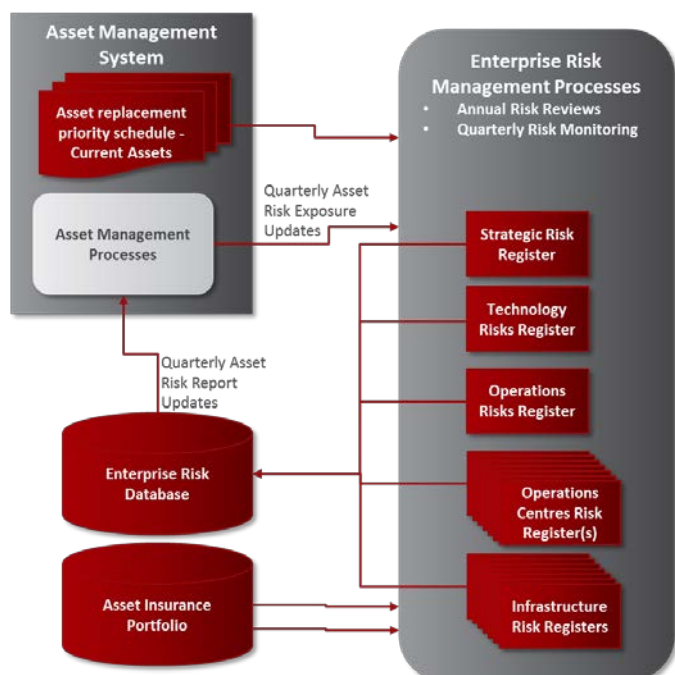 Asset Management
System
Asset replacement
priority schedule -
Current Assets
Asset Management
Processes
Quarterly Asset
Risk Exposure
Updates
Quarterly Asset
Risk Report
Updates
Enterprise Risk
Database
Asset Insurance
Portfolio
Enterprise Risk
Management Processes
• Annual Risk Reviews
• Quarterly Risk Monitoring
Strategic Risk
Register
Technology
Risks Register
Operations
Risks Register
Operations
Centres Risk
Register(s)
Infrastructure
Risk Registers